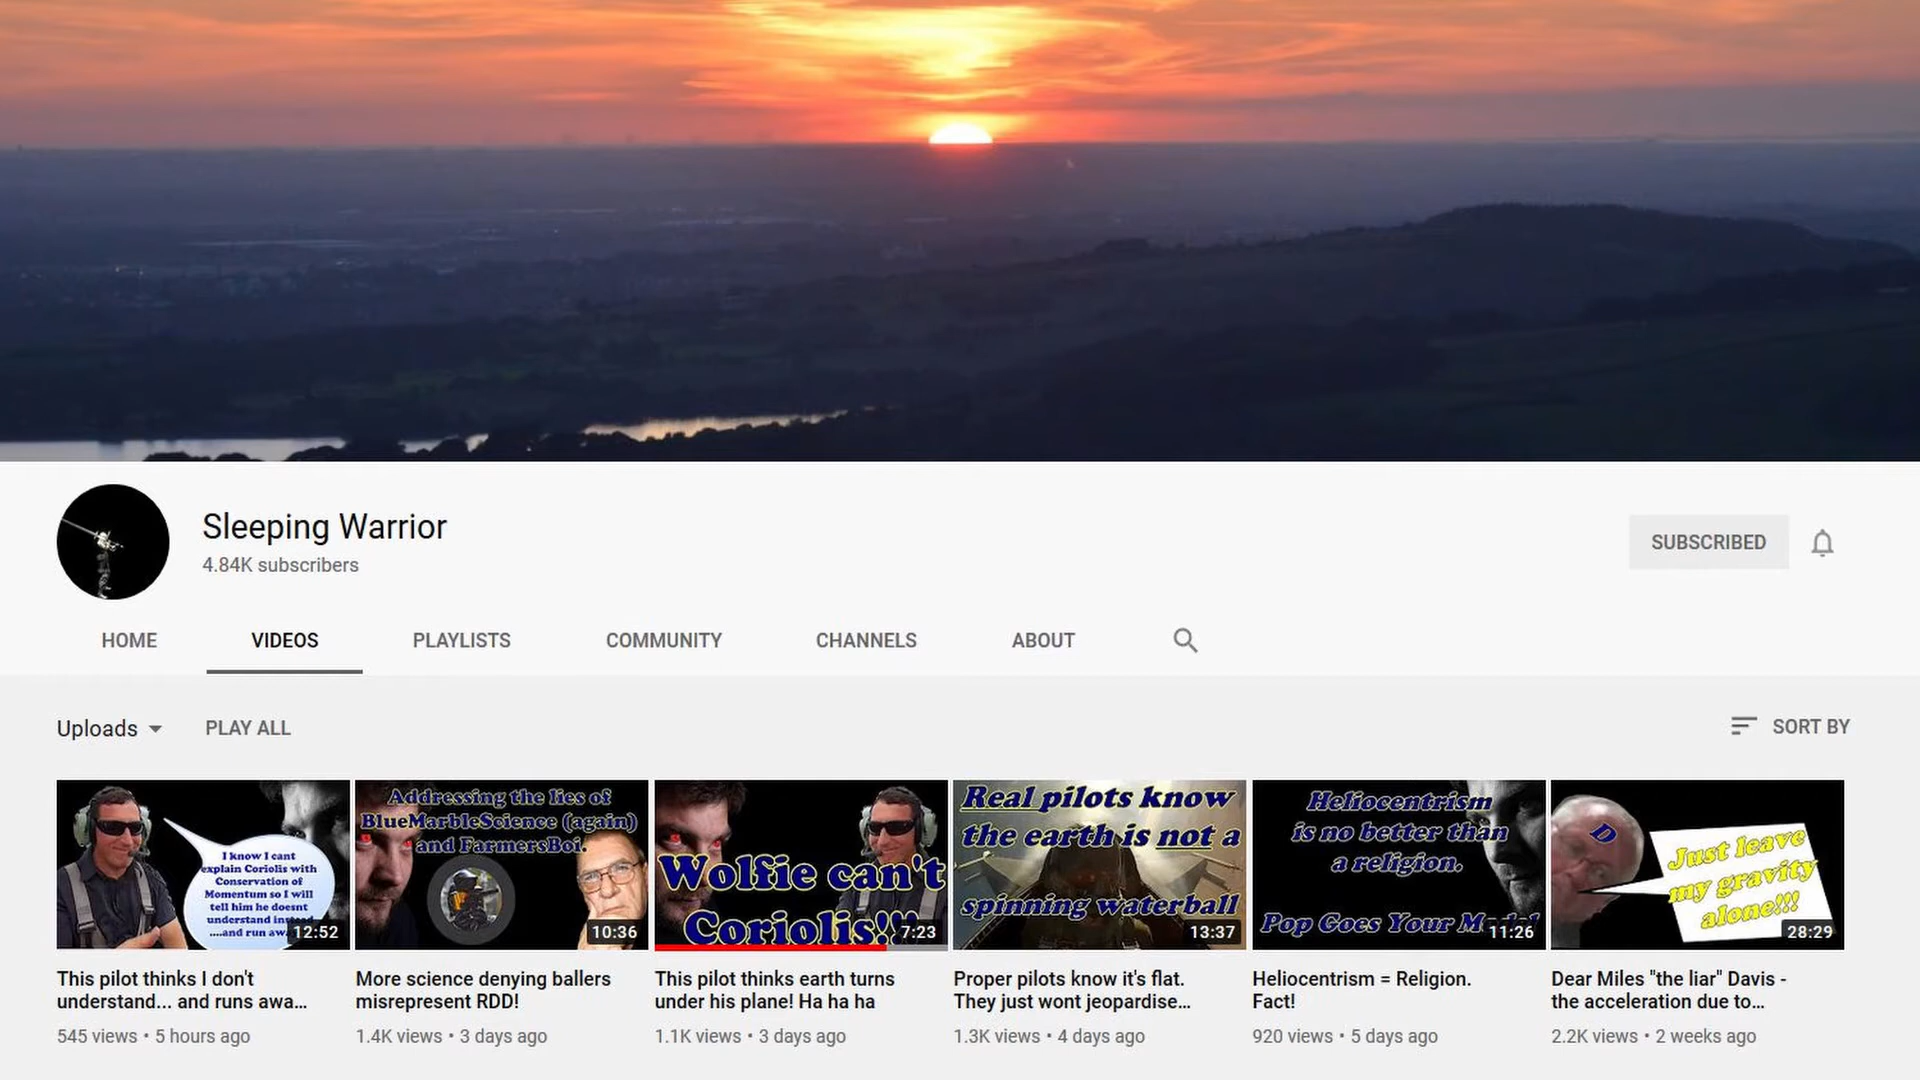 Sleeping Warrior
4.84K subscribers
SUBSCRIBED
HOME
VIDEOS
PLAYLISTS
COMMUNITY
CHANNELS
ABOUT
Uploads
PLAY ALL
SORT BY
I know I cant
explain Coriolis with
Conservation of
Momentum so I will
tell him he doesnt
understand
....and run
12:52
This pilot thinks I don't
understand... and runs awa...
545 views • 5 hours ago
Addressing the lies of
BlueMarbleScience (again)
and FarmersBoi.
10:36
More science denying ballers
misrepresent RDD!
1.4K views • 3 days ago
Wolfie can't
Coriolis!!!
7:23
This pilot thinks earth turns
under his plane! Ha ha ha
1.1K views • 3 days ago
Real pilots know
the earth is not a
spinning waterball
13:37
Proper pilots know it's flat.
They just wont jeopardise...
1.3K views • 4 days ago
Heliocentrism
is no better than
a religion.
Pop Goes Your
11:26
Heliocentrism = Religion.
Fact!
920 views • 5 days ago
D
Just leave
my gravity
alone!!!
28:29
Dear Miles "the liar" Davis -
the acceleration due to...
2.2K views • 2 weeks ago